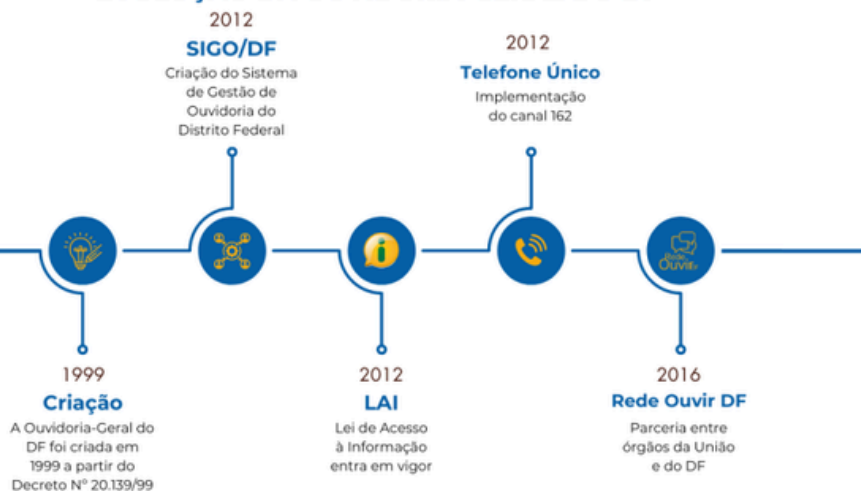 2012
SIGO/DF
Criação do Sistema
de Gestão de
Ouvidoria do
Distrito Federal
2012
Telefone Único
Implementação
do canal 162
Rede
OUVIR
1999
Criação
A Ouvidoria-Geral do
DF foi criada em
1999 a partir do
Decreto Nº 20.139/99
2012
LAI
Lei de Acesso
à Informação
entra em vigor
2016
Rede Ouvir DF
Parceria entre
órgãos da União
e do DF